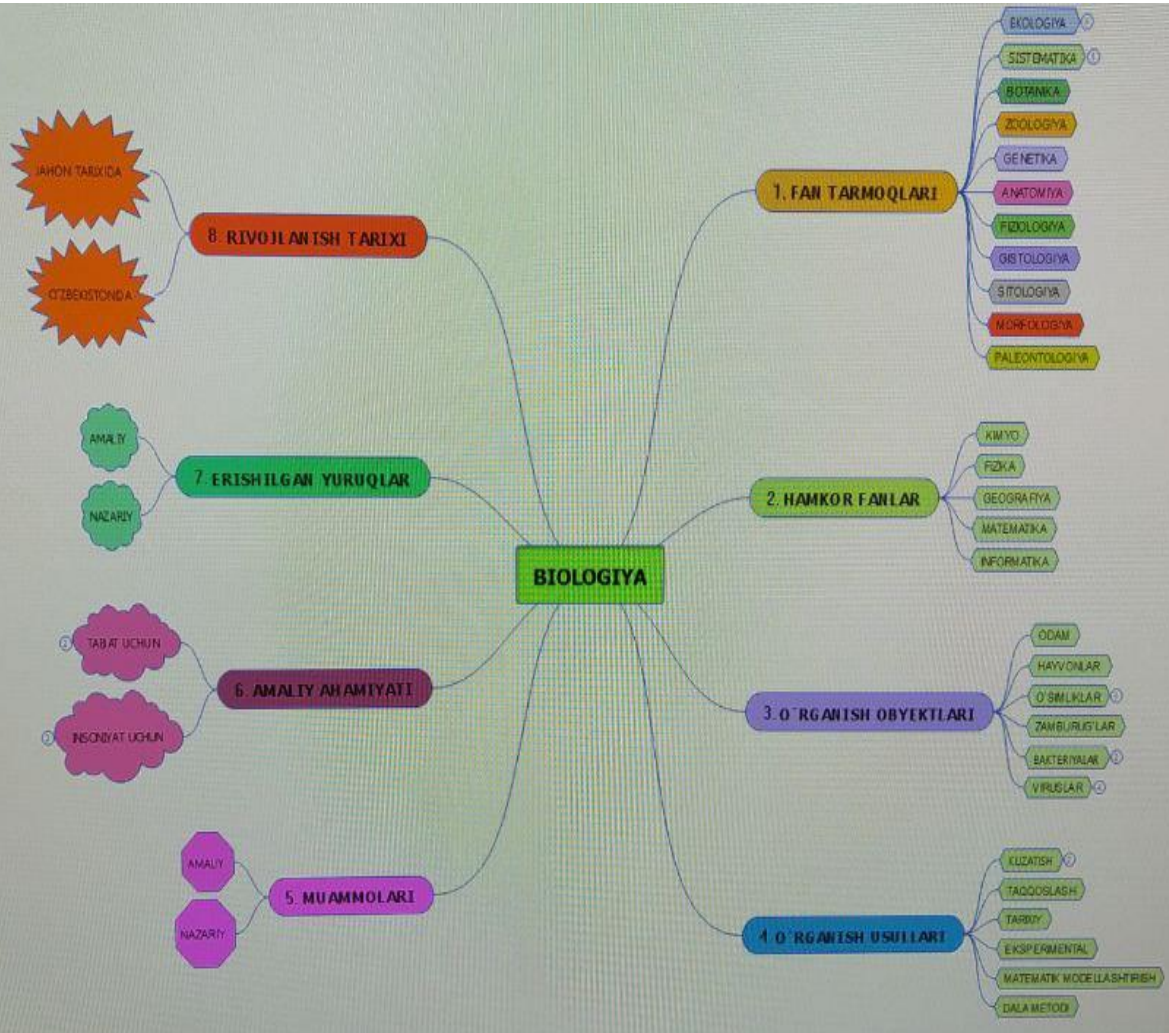 BIOLOGIYA
1. FAN TARMOQLARI
EKOLOGIYA
SISTEMATIKA
BOTANIKA
ZOOLOGIYA
GENETIKA
ANATOMIYA
FIZIOLOGIYA
GISTOLOGIYA
SITOLOGIYA
MORFOLOGIYA
PALEONTOLOGIYA
2. HAMKOR FANLAR
KIMYO
FIZIKA
GEOGRAFIYA
MATEMATIKA
INFORMATIKA
3. O`RGANISH OBYEKTLARI
ODAM
HAYVONLAR
O`SIMLIKLAR
ZAMBURUG'LAR
BAKTERIYALAR
VIRUSLAR
4. O`RGANISH USULLARI
KUZATISH
TAQQOSLASH
TARIXIY
EKSPERIMENTAL
MATEMATIK MODELLASHTIRISH
DALA METODI
5. MUAMMOLARI
AMALIY
NAZARIY
6. AMALIY AHAMIYATI
TABIAT UCHUN
INSONIYAT UCHUN
7. ERISHILGAN YURUQLAR
AMALIY
NAZARIY
8. RIVOJLANISH TARIXI
JAHON TARIXIDA
O'ZBEKISTONDA